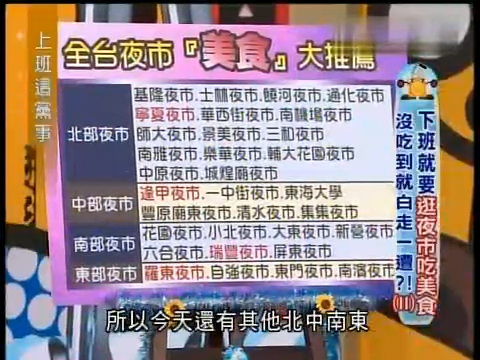 上班這黨事
全台夜市『美食』大推薦
北部夜市
基隆夜市.士林夜市.饒河夜市.通化夜市
寧夏夜市.華西街夜市.南機場夜市
師大夜市.景美夜市.三和夜市
南雅夜市.樂華夜市.輔大花園夜市
中原夜市.城煌廟夜市
中部夜市
逢甲夜市.一中街夜市.東海大學
豐原廟東夜市.清水夜市.集集夜市
南部夜市
花園夜市.小北夜市.大東夜市.新營夜市
六合夜市.瑞豐夜市.屏東夜市
東部夜市
羅東夜市.自強夜市.東門夜市.南濱夜市
下班就要逛夜市吃美食
沒吃到就白走一遭?!
(11)
所以今天還有其他北中南東